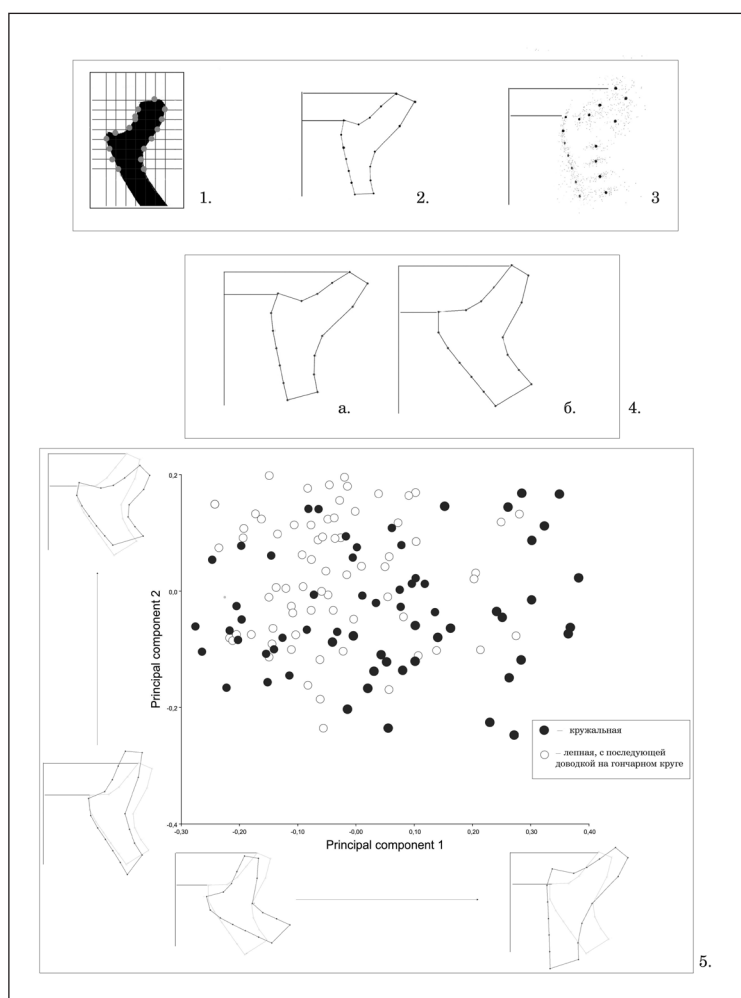 1.
2.
3
а.
б.
4.
0,2
0,0
-0,2
-0,4
Principal component 2
-0,30
-0,20
-0,10
-0,00
0,10
0,20
0,30
0,40
Principal component 1
– кружальная
– лепная, с последующей
доводкой на гончарном круге
5.